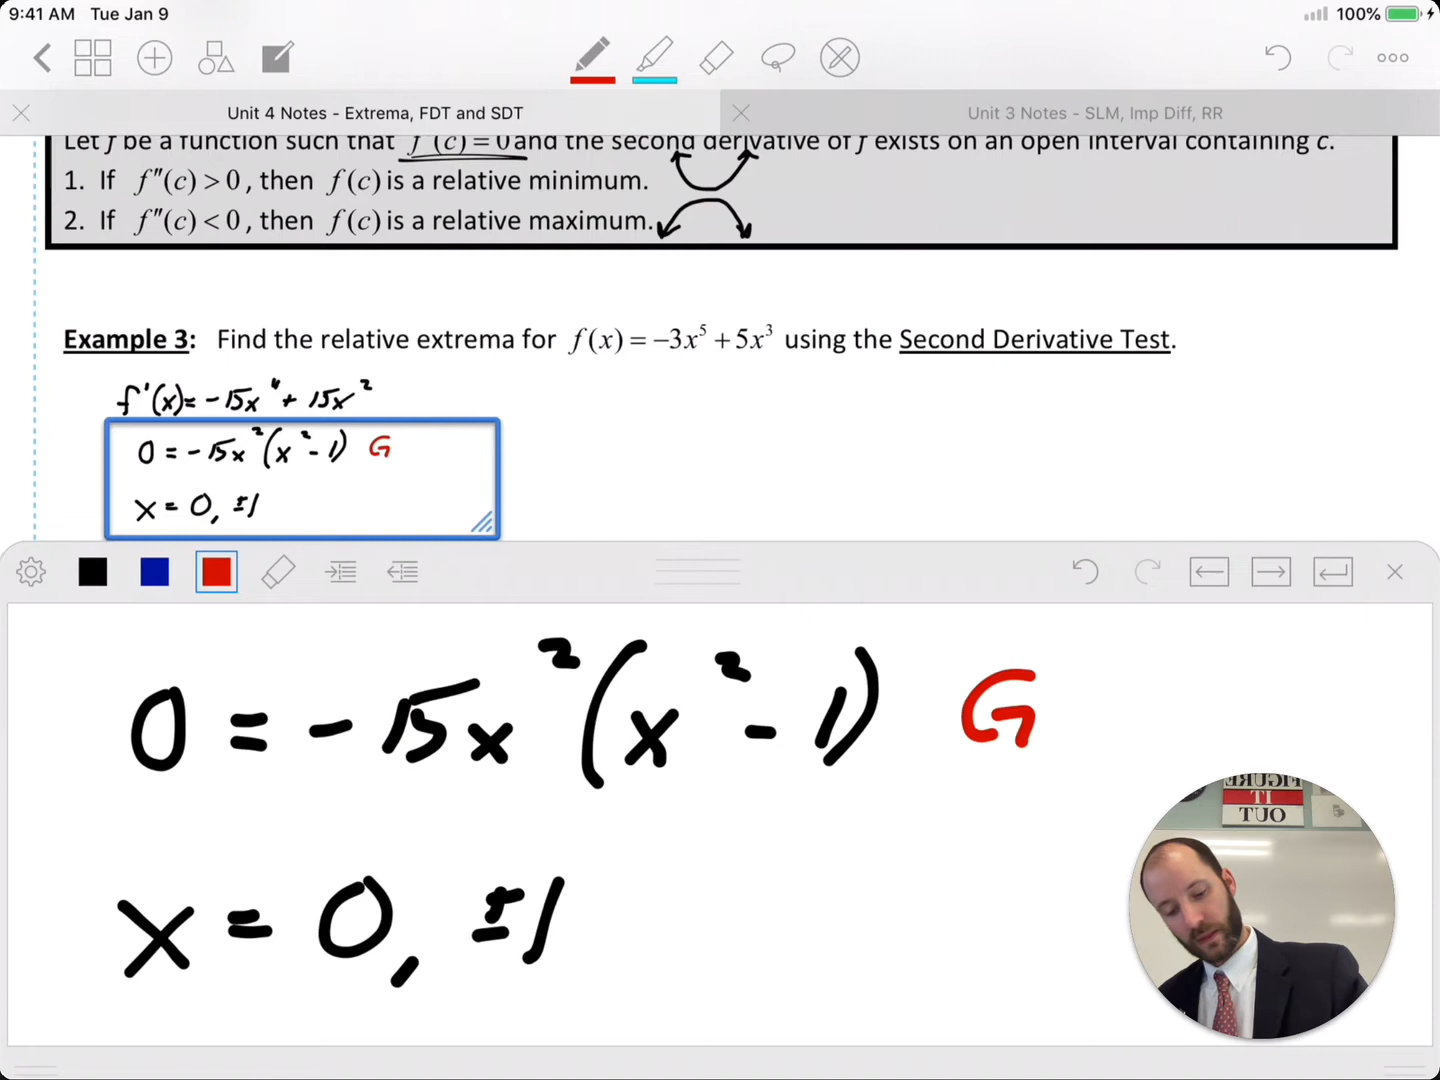 9:41 AM Tue Jan 9
100%
Unit 4 Notes - Extrema, FDT and SDT
Unit 3 Notes - SLM, Imp Diff, RR
Let f be a function such that f'(c) = 0 and the second derivative of f exists on an open interval containing c.
1. If f″(c) > 0, then f(c) is a relative minimum.
2. If f″(c) < 0, then f(c) is a relative maximum.
Example 3: Find the relative extrema for f(x) = −3x⁵ + 5x³ using the Second Derivative Test.
f'(x) = -15x⁴ + 15x²
0 = -15x²(x² - 1) G
x = 0, ±1
0 = -15x²(x² - 1) G
x = 0, ±1
FIGURE
IT
OUT